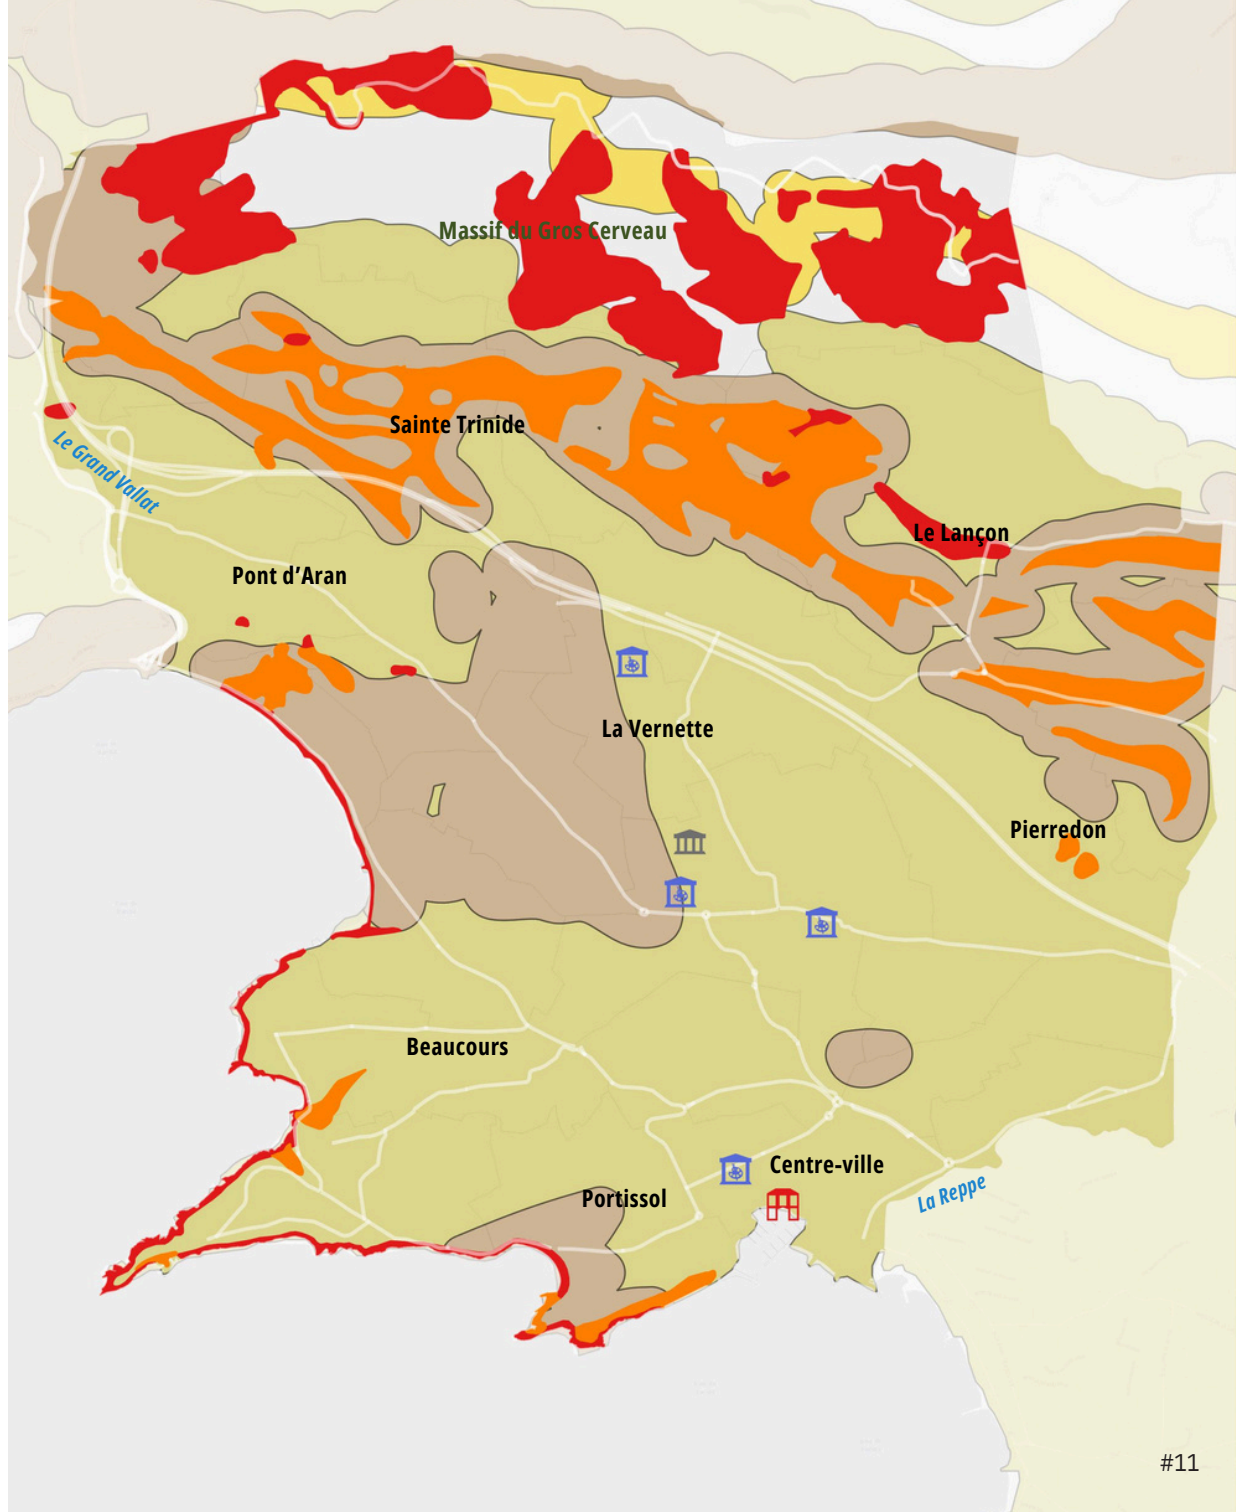 Massif du Gros Cerveau
Sainte Trinide
Le Grand Vallat
Le Lançon
Pont d’Aran
La Vernette
Pierredon
Beaucours
Centre-ville
La Reppe
Portissol
#11